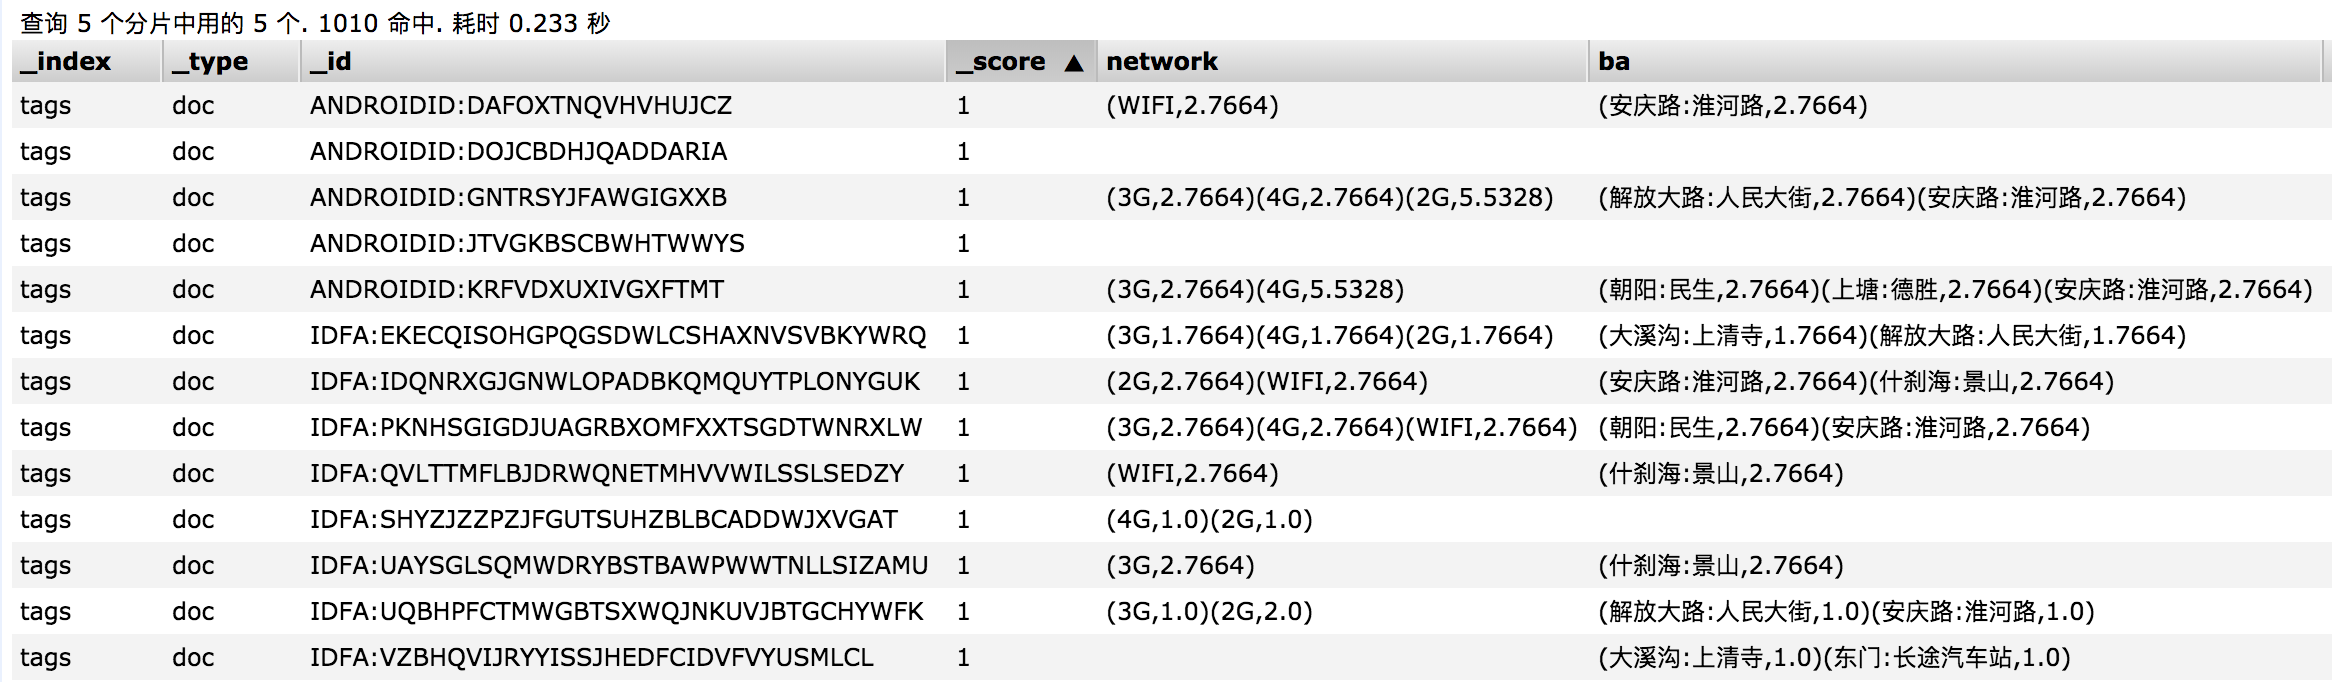 查询 5 个分片中用的 5 个. 1010 命中. 耗时 0.233 秒
_index _type _id _score ▲ network ba
tags doc ANDROIDID:DAFOXTNQVHVHUJCZ 1 (WIFI,2.7664) (安庆路:淮河路,2.7664)
tags doc ANDROIDID:DOJCBDHJQADDARIA 1
tags doc ANDROIDID:GNTRSYJFAWGIGXXB 1 (3G,2.7664)(4G,2.7664)(2G,5.5328) (解放大路:人民大街,2.7664)(安庆路:淮河路,2.7664)
tags doc ANDROIDID:JTVGKBSCBWHTWWYS 1
tags doc ANDROIDID:KRFVDXUXIVGXFTMT 1 (3G,2.7664)(4G,5.5328) (朝阳:民生,2.7664)(上塘:德胜,2.7664)(安庆路:淮河路,2.7664)
tags doc IDFA:EKECQISOHGPQGSDWLCSHAXNVSVBKYWRQ 1 (3G,1.7664)(4G,1.7664)(2G,1.7664) (大溪沟:上清寺,1.7664)(解放大路:人民大街,1.7664)
tags doc IDFA:IDQNRXGJGNWLOPADBKQMQUYTPLONYGUK 1 (2G,2.7664)(WIFI,2.7664) (安庆路:淮河路,2.7664)(什刹海:景山,2.7664)
tags doc IDFA:PKNHSGIGDJUAGRBXOMFXXTSGDTWNRXLW 1 (3G,2.7664)(4G,2.7664)(WIFI,2.7664) (朝阳:民生,2.7664)(安庆路:淮河路,2.7664)
tags doc IDFA:QVLTTMFLBJDRWQNETMHVVWILSSLSEDZY 1 (WIFI,2.7664) (什刹海:景山,2.7664)
tags doc IDFA:SHYZJZZPZJFGUTSUHZBLBCADDWJXVGAT 1 (4G,1.0)(2G,1.0)
tags doc IDFA:UAYSGLSQMWDRYBSTBAWPWWTNLLSIZAMU 1 (3G,2.7664) (什刹海:景山,2.7664)
tags doc IDFA:UQBHPFCTMWGBTSXWQJNKUVJBTGCHYWFK 1 (3G,1.0)(2G,2.0) (解放大路:人民大街,1.0)(安庆路:淮河路,1.0)
tags doc IDFA:VZBHQVIJRYYISSJHEDFCIDVFVYUSMLCL 1 (大溪沟:上清寺,1.0)(东门:长途汽车站,1.0)